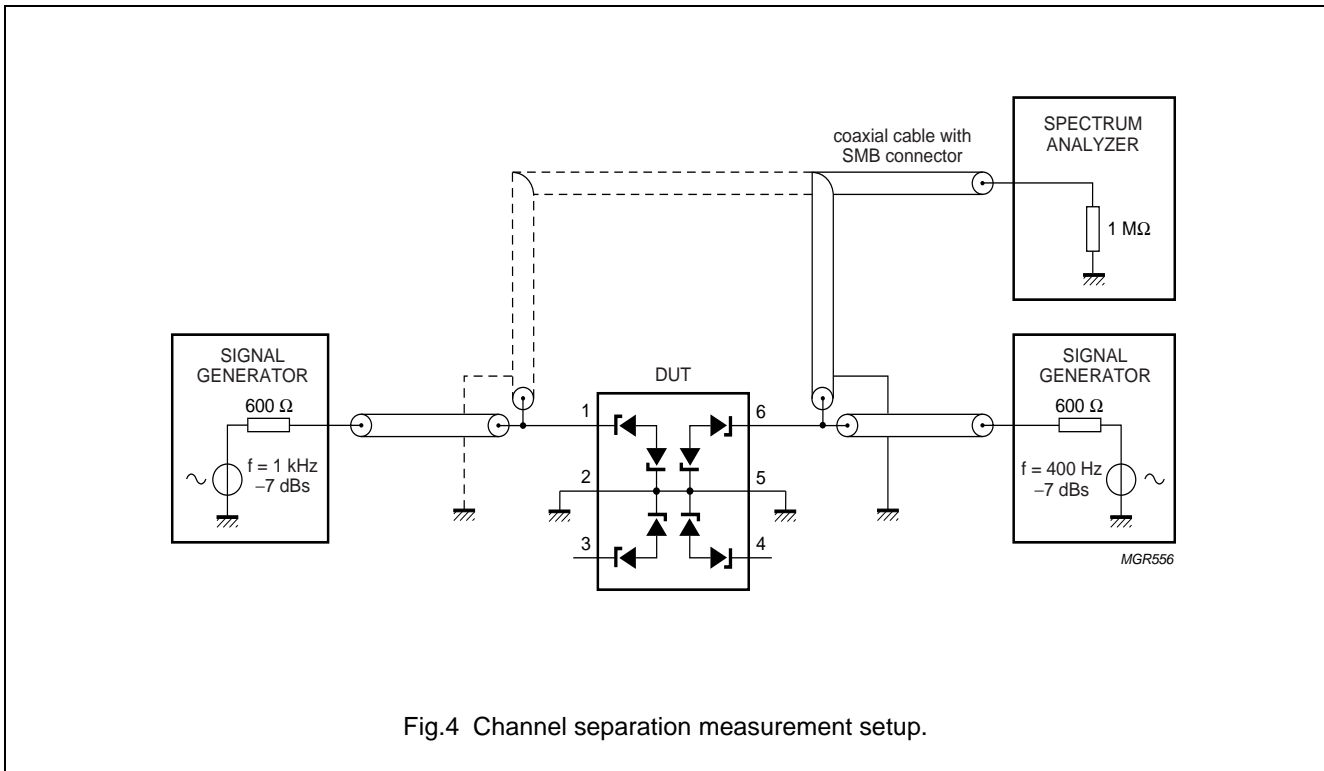 coaxial cable with
SMB connector
SPECTRUM
ANALYZER
1 MΩ
SIGNAL
GENERATOR
600 Ω
f = 1 kHz
–7 dBs
DUT
1
6
2
5
3
4
SIGNAL
GENERATOR
600 Ω
f = 400 Hz
–7 dBs
MGR556
Fig.4 Channel separation measurement setup.